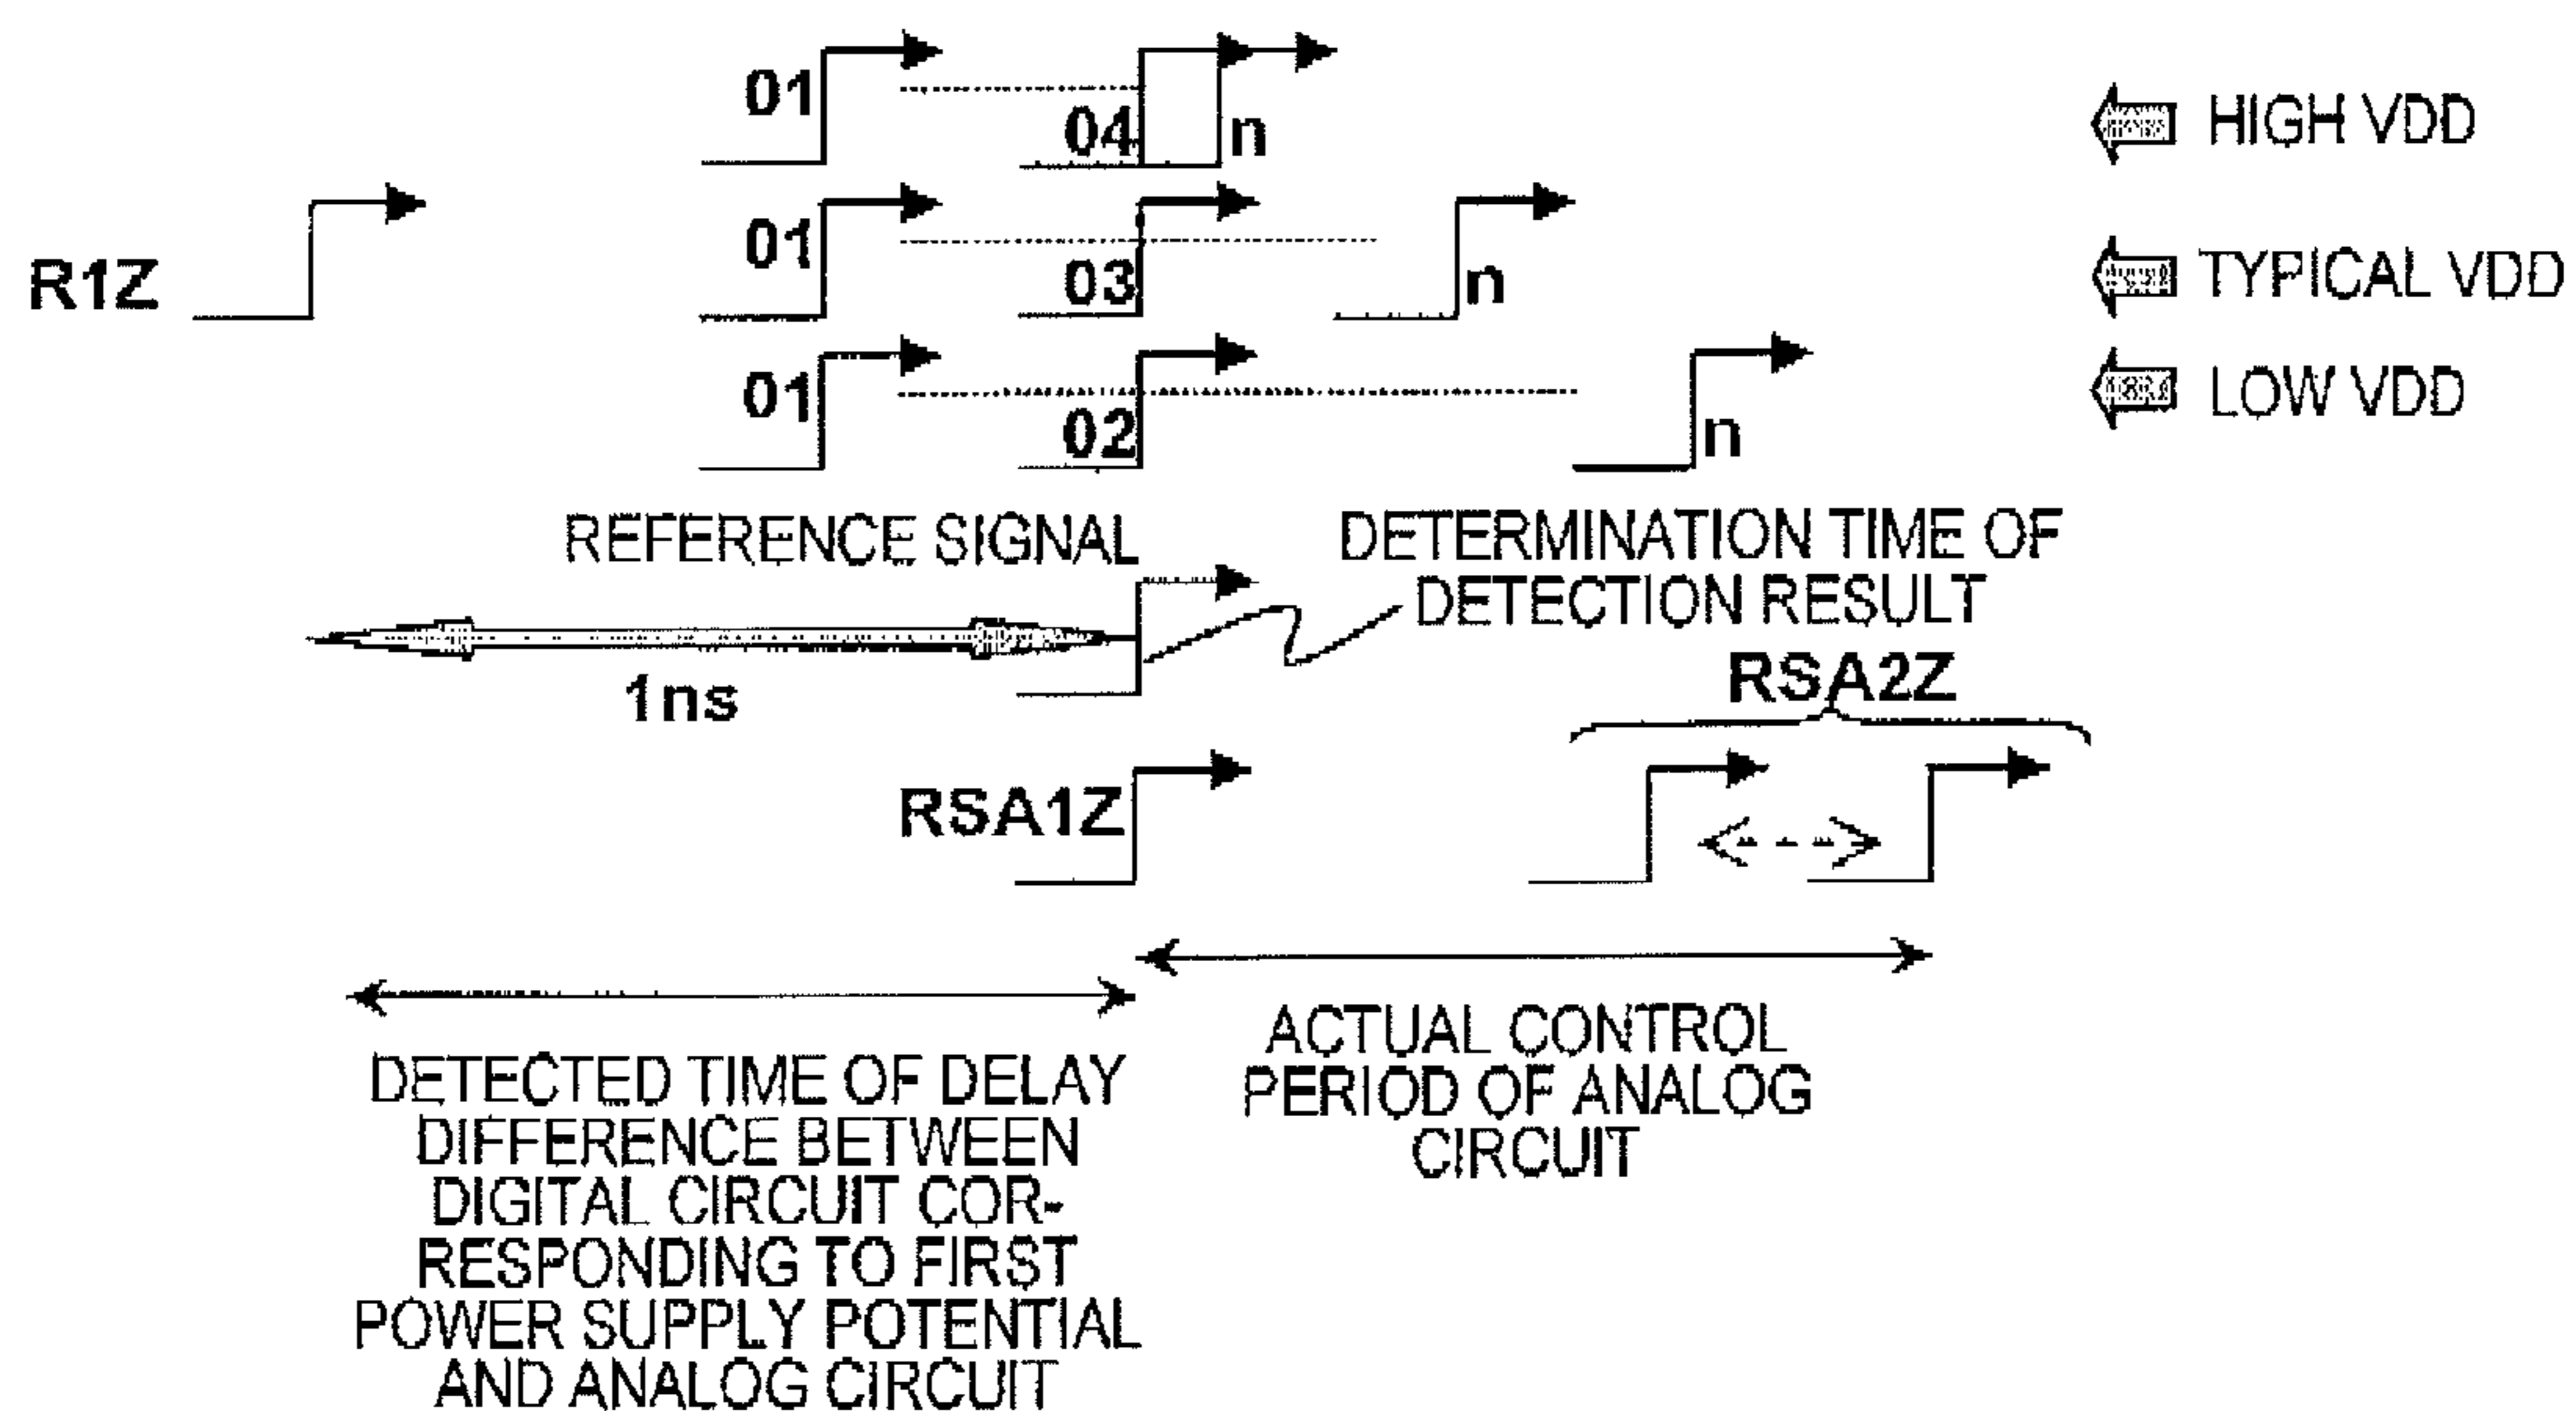 01
04
n
HIGH VDD
R1Z
01
03
n
TYPICAL VDD
01
02
n
LOW VDD
REFERENCE SIGNAL
DETERMINATION TIME OF
DETECTION RESULT
1ns
RSA2Z
RSA1Z
DETECTED TIME OF DELAY
DIFFERENCE BETWEEN
DIGITAL CIRCUIT COR-
RESPONDING TO FIRST
POWER SUPPLY POTENTIAL
AND ANALOG CIRCUIT
ACTUAL CONTROL
PERIOD OF ANALOG
CIRCUIT